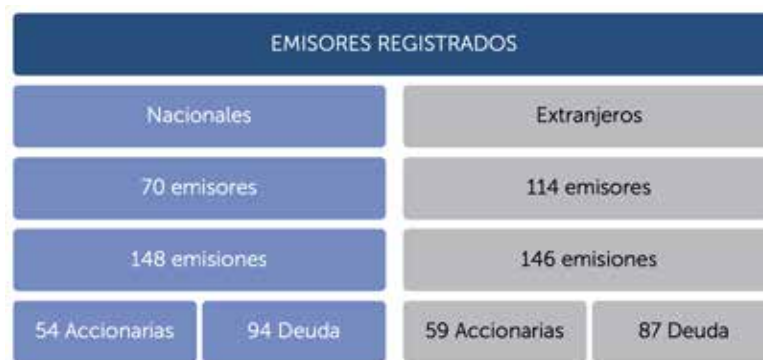 EMISORES REGISTRADOS
Nacionales
Extranjeros
70 emisores
114 emisores
148 emisiones
146 emisiones
54 Accionarias
94 Deuda
59 Accionarias
87 Deuda